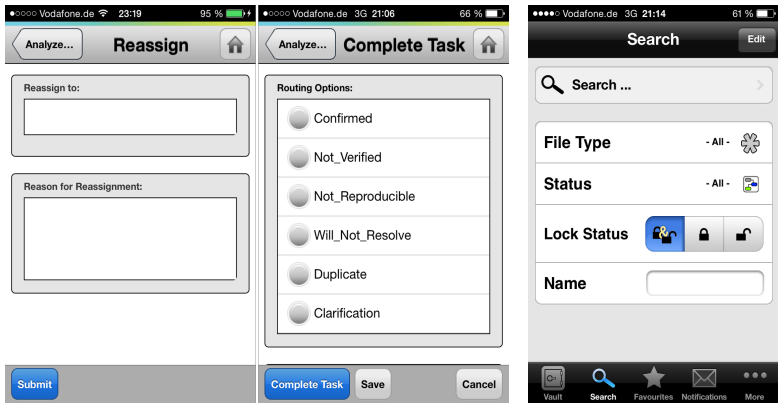 Vodafone.de 23:19 95 %
Analyze...
Reassign
Reassign to:
Reason for Reassignment:
Submit
Vodafone.de 3G 21:06 66 %
Analyze...
Complete Task
Routing Options:
Confirmed
Not_Verified
Not_Reproducible
Will_Not_Resolve
Duplicate
Clarification
Complete Task
Save
Cancel
Vodafone.de 3G 21:14 61 %
Search
Edit
Search ...
File Type - All -
Status - All -
Lock Status &
Name
Vault
Search
Favourites
Notifications
More